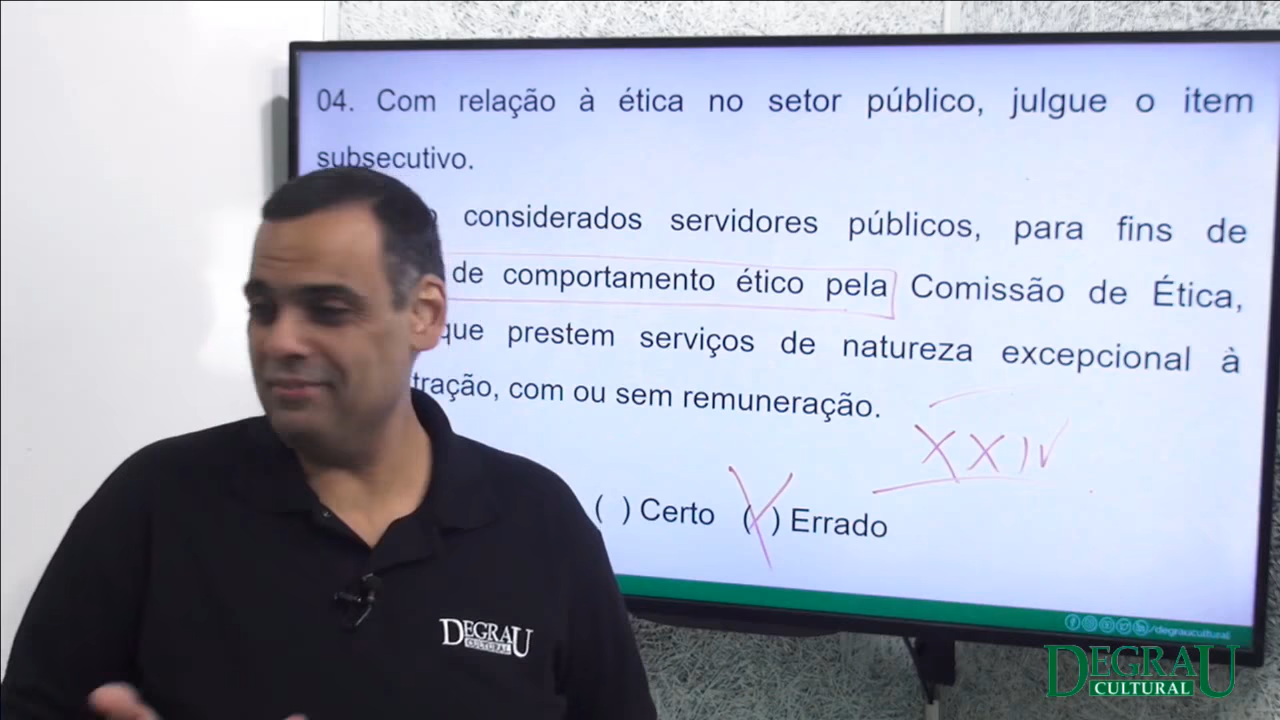 04. Com relação à ética no setor público, julgue o item
subsecutivo.
considerados servidores públicos, para fins de
de comportamento ético pela Comissão de Ética,
que prestem serviços de natureza excepcional à
tração, com ou sem remuneração.
XXIV
( ) Certo (X) Errado
/degraucultural
DEGRAU
CULTURAL
DEGRAU
CULTURAL